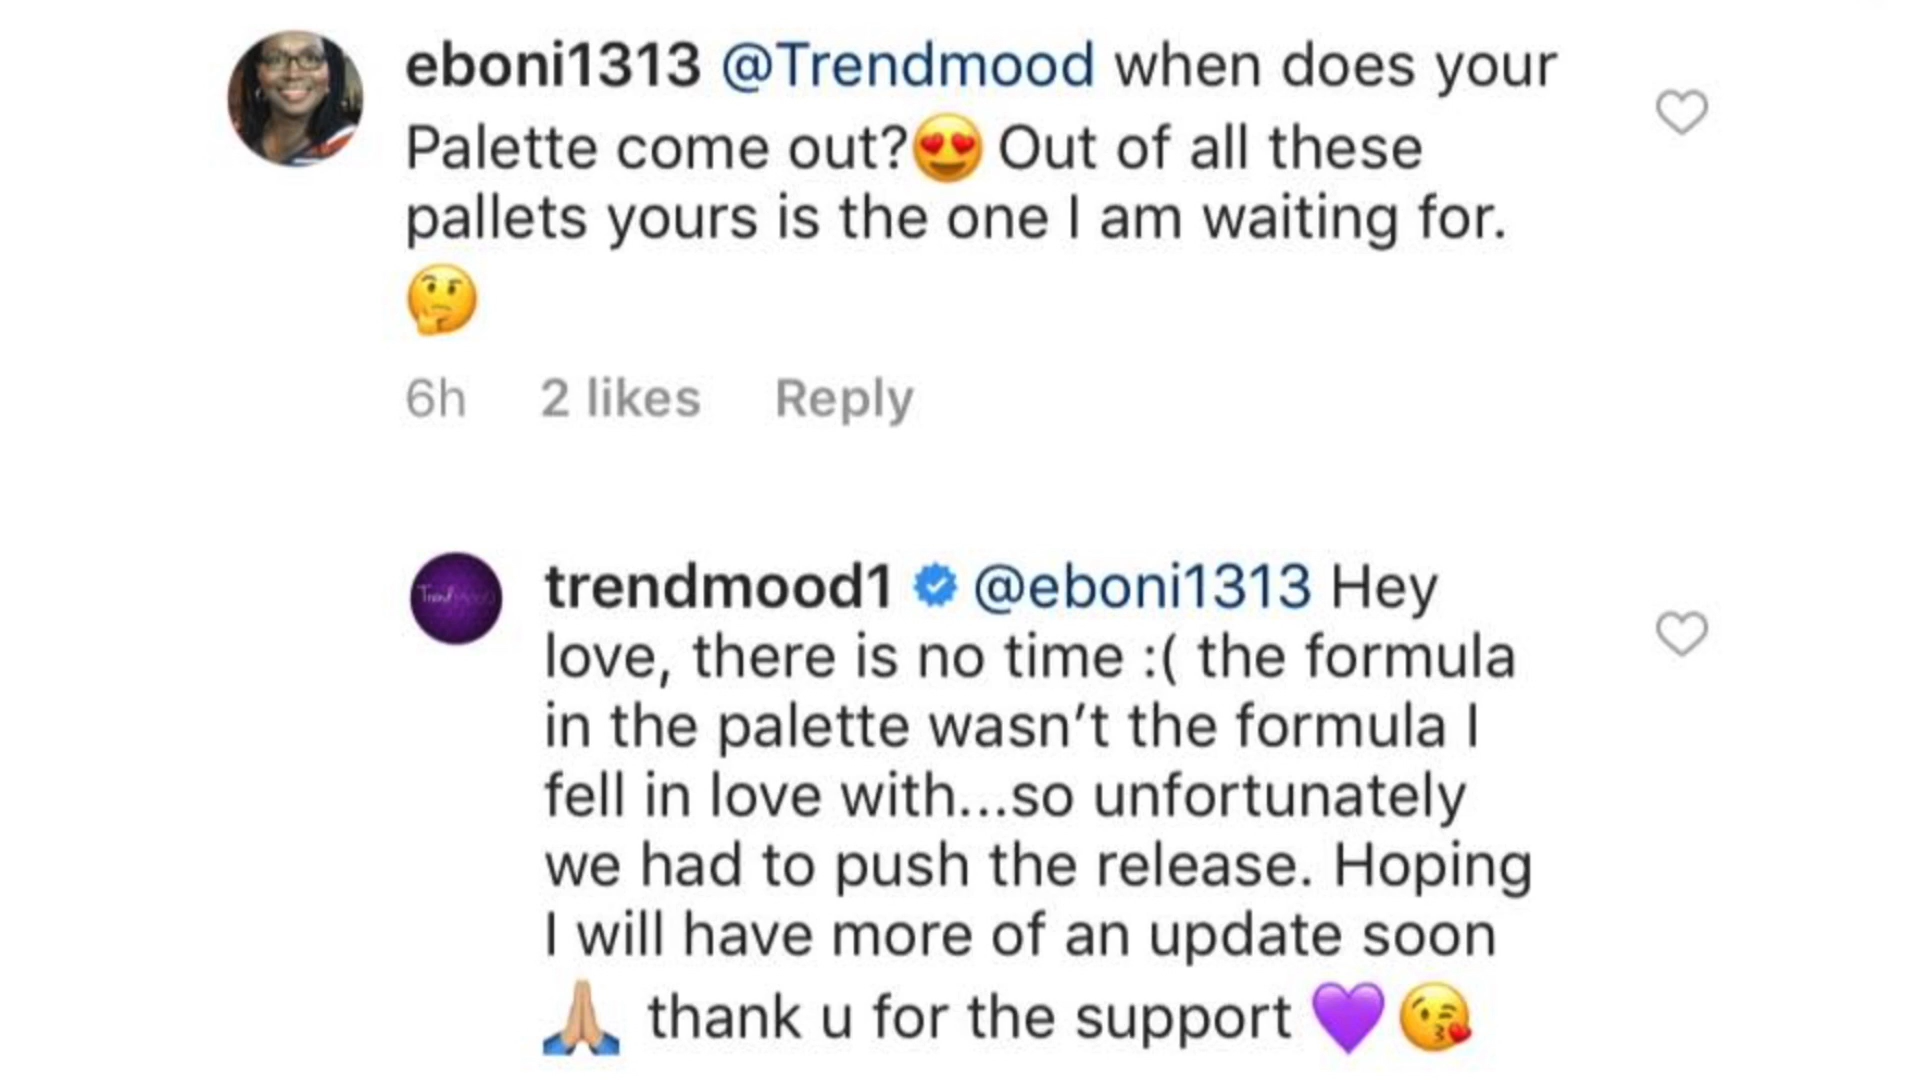 eboni1313 @Trendmood when does your
Palette come out?😍 Out of all these
pallets yours is the one I am waiting for.
🤔
6h 2 likes Reply
trendmood1 @eboni1313 Hey
love, there is no time :( the formula
in the palette wasn’t the formula I
fell in love with...so unfortunately
we had to push the release. Hoping
I will have more of an update soon
🙏🏼 thank u for the support 💜😘